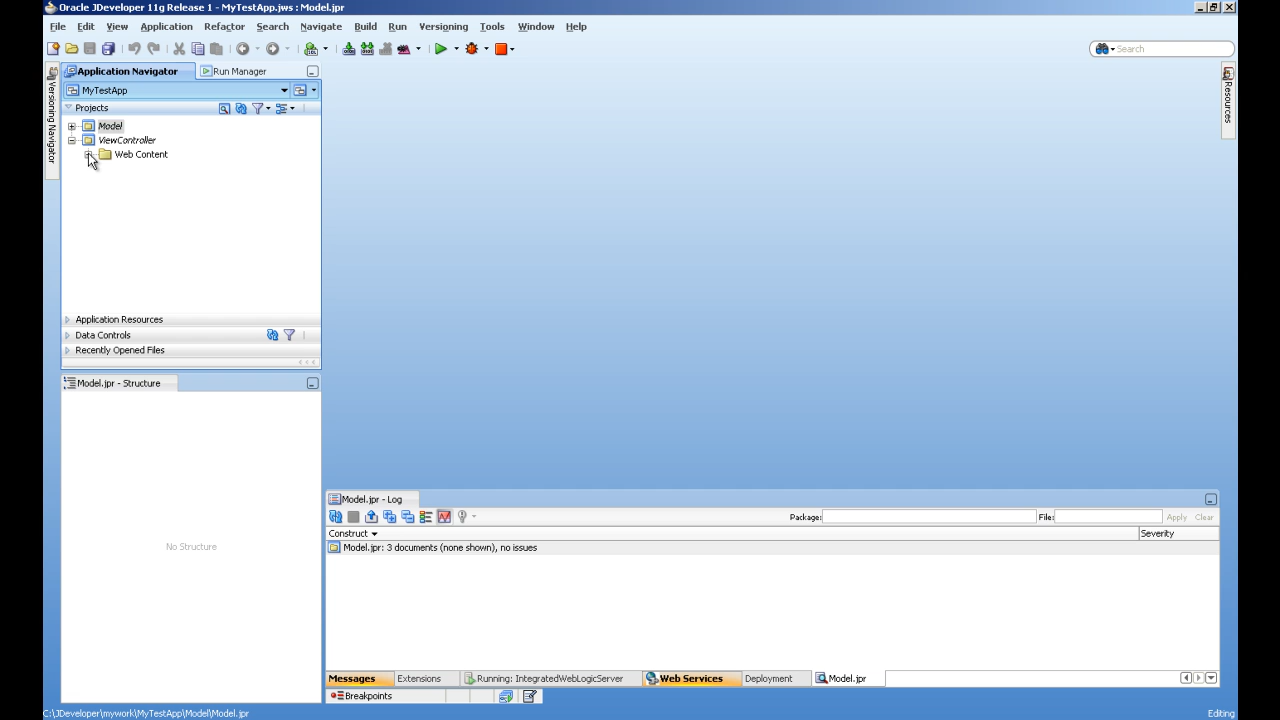 Oracle JDeveloper 11g Release 1 - MyTestApp.jws : Model.jpr
File Edit View Application Refactor Search Navigate Build Run Versioning Tools Window Help
Search
Application Navigator Run Manager
MyTestApp
Projects
Model
ViewController
Web Content
Versioning Navigator
Resources
Application Resources
Data Controls
Recently Opened Files
Model.jpr - Structure
No Structure
Model.jpr - Log
Package: File: Apply Clear
Construct Severity
Model.jpr: 3 documents (none shown), no issues
Messages Extensions Running: IntegratedWebLogicServer Web Services Deployment Model.jpr
Breakpoints
C:\JDeveloper\mywork\MyTestApp\Model\Model.jpr Editing